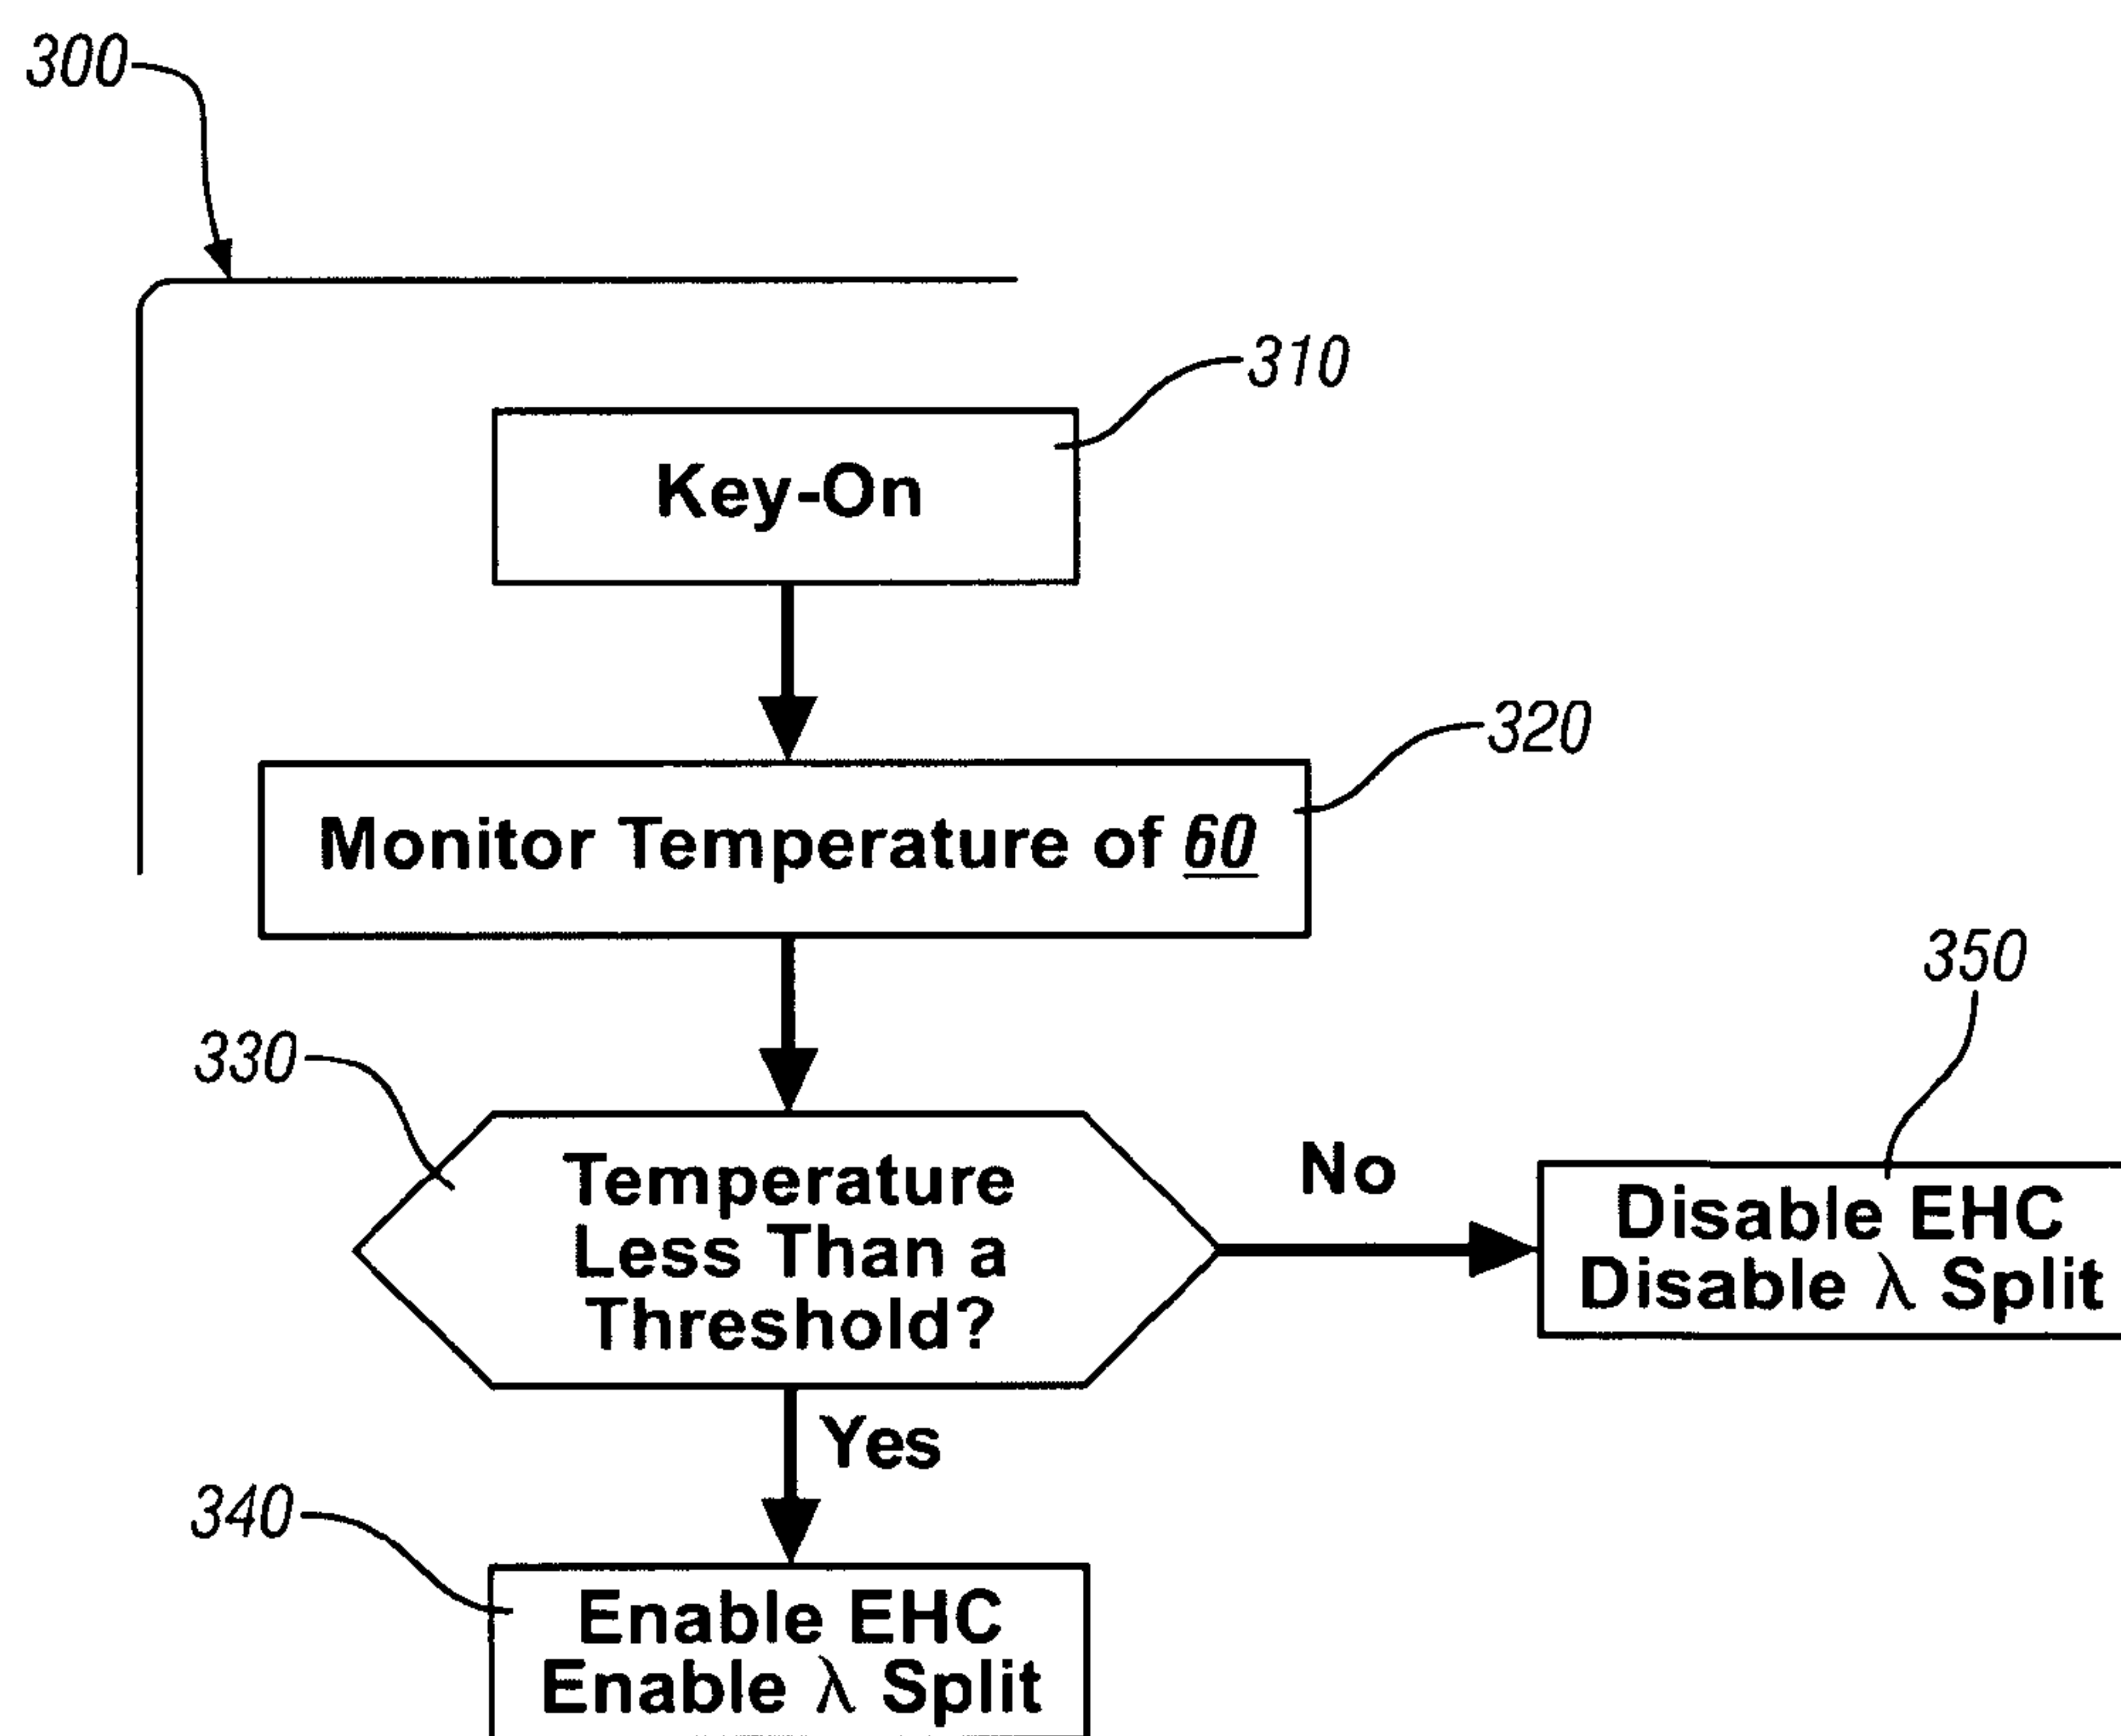 300
310
Key-On
320
Monitor Temperature of 60
350
330
Temperature
Less Than a
Threshold?
No
Disable EHC
Disable λ Split
Yes
340
Enable EHC
Enable λ Split